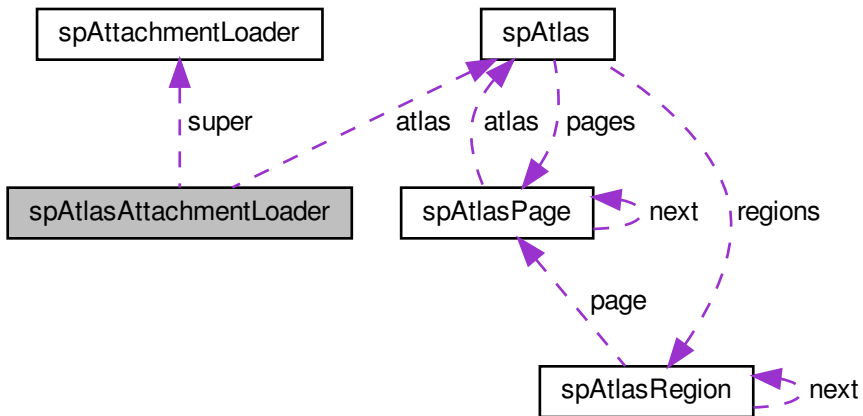 spAttachmentLoader
spAtlas
super
atlas
atlas
pages
spAtlasAttachmentLoader
spAtlasPage
next
regions
page
spAtlasRegion
next